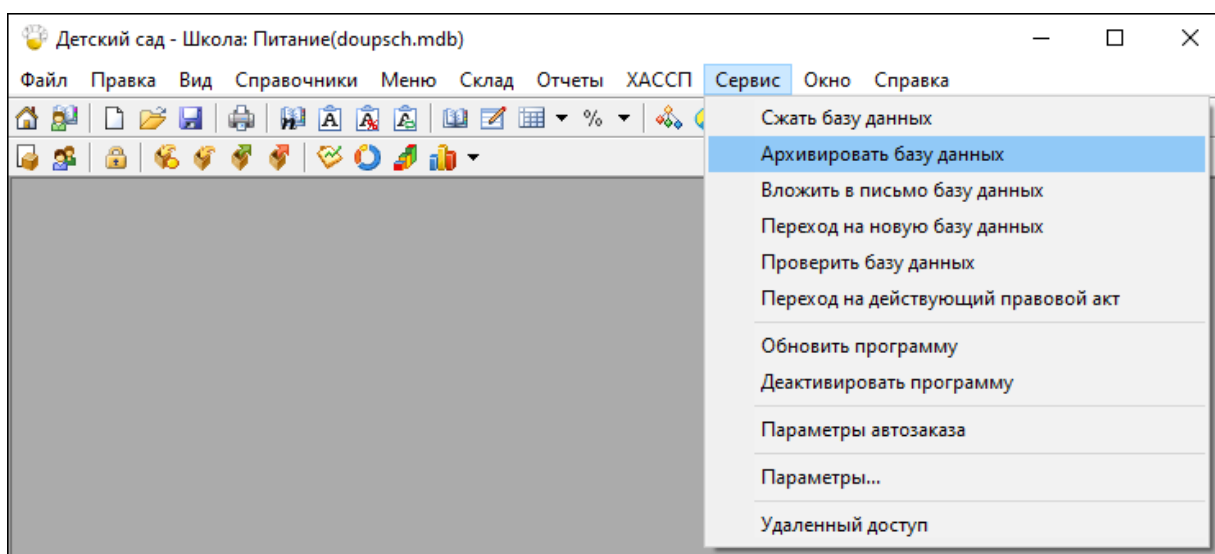 Детский сад - Школа: Питание(doupsch.mdb)
Файл Правка Вид Справочники Меню Склад Отчеты ХАССП Сервис Окно Справка
Сжать базу данных
Архивировать базу данных
Вложить в письмо базу данных
Переход на новую базу данных
Проверить базу данных
Переход на действующий правовой акт
Обновить программу
Деактивировать программу
Параметры автозаказа
Параметры...
Удаленный доступ